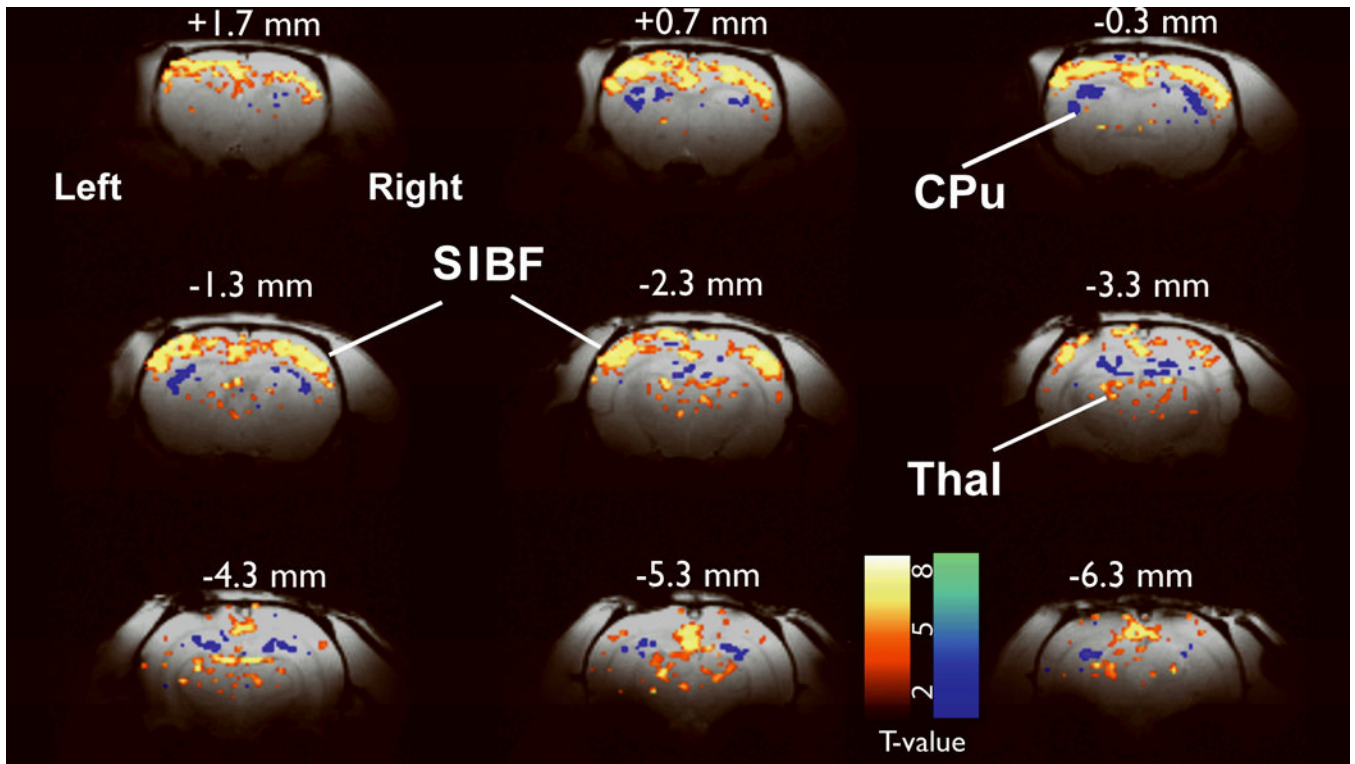 +1.7 mm
+0.7 mm
-0.3 mm
Left
Right
CPu
SIBF
-1.3 mm
-2.3 mm
-3.3 mm
Thal
-4.3 mm
-5.3 mm
-6.3 mm
8
5
2
T-value